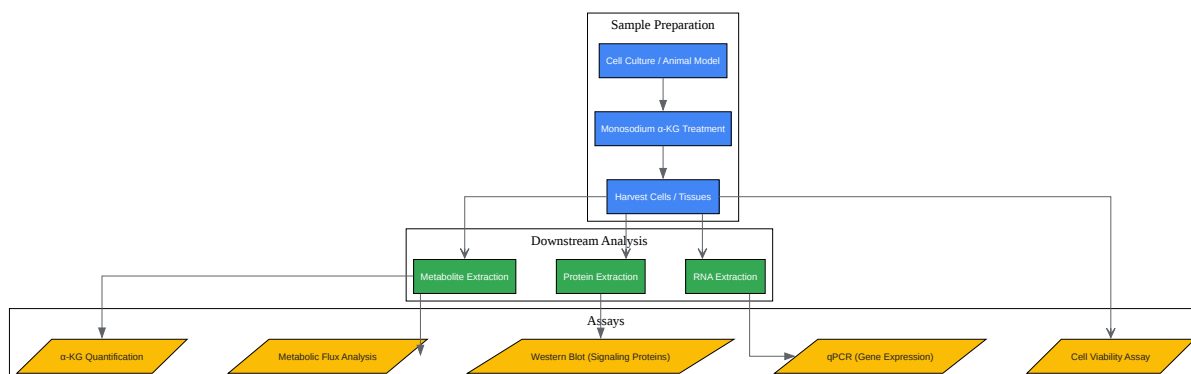 Sample Preparation
Cell Culture / Animal Model
Monosodium α-KG Treatment
Harvest Cells / Tissues
Downstream Analysis
Metabolite Extraction
Protein Extraction
RNA Extraction
Assays
α-KG Quantification
Metabolic Flux Analysis
Western Blot (Signaling Proteins)
qPCR (Gene Expression)
Cell Viability Assay